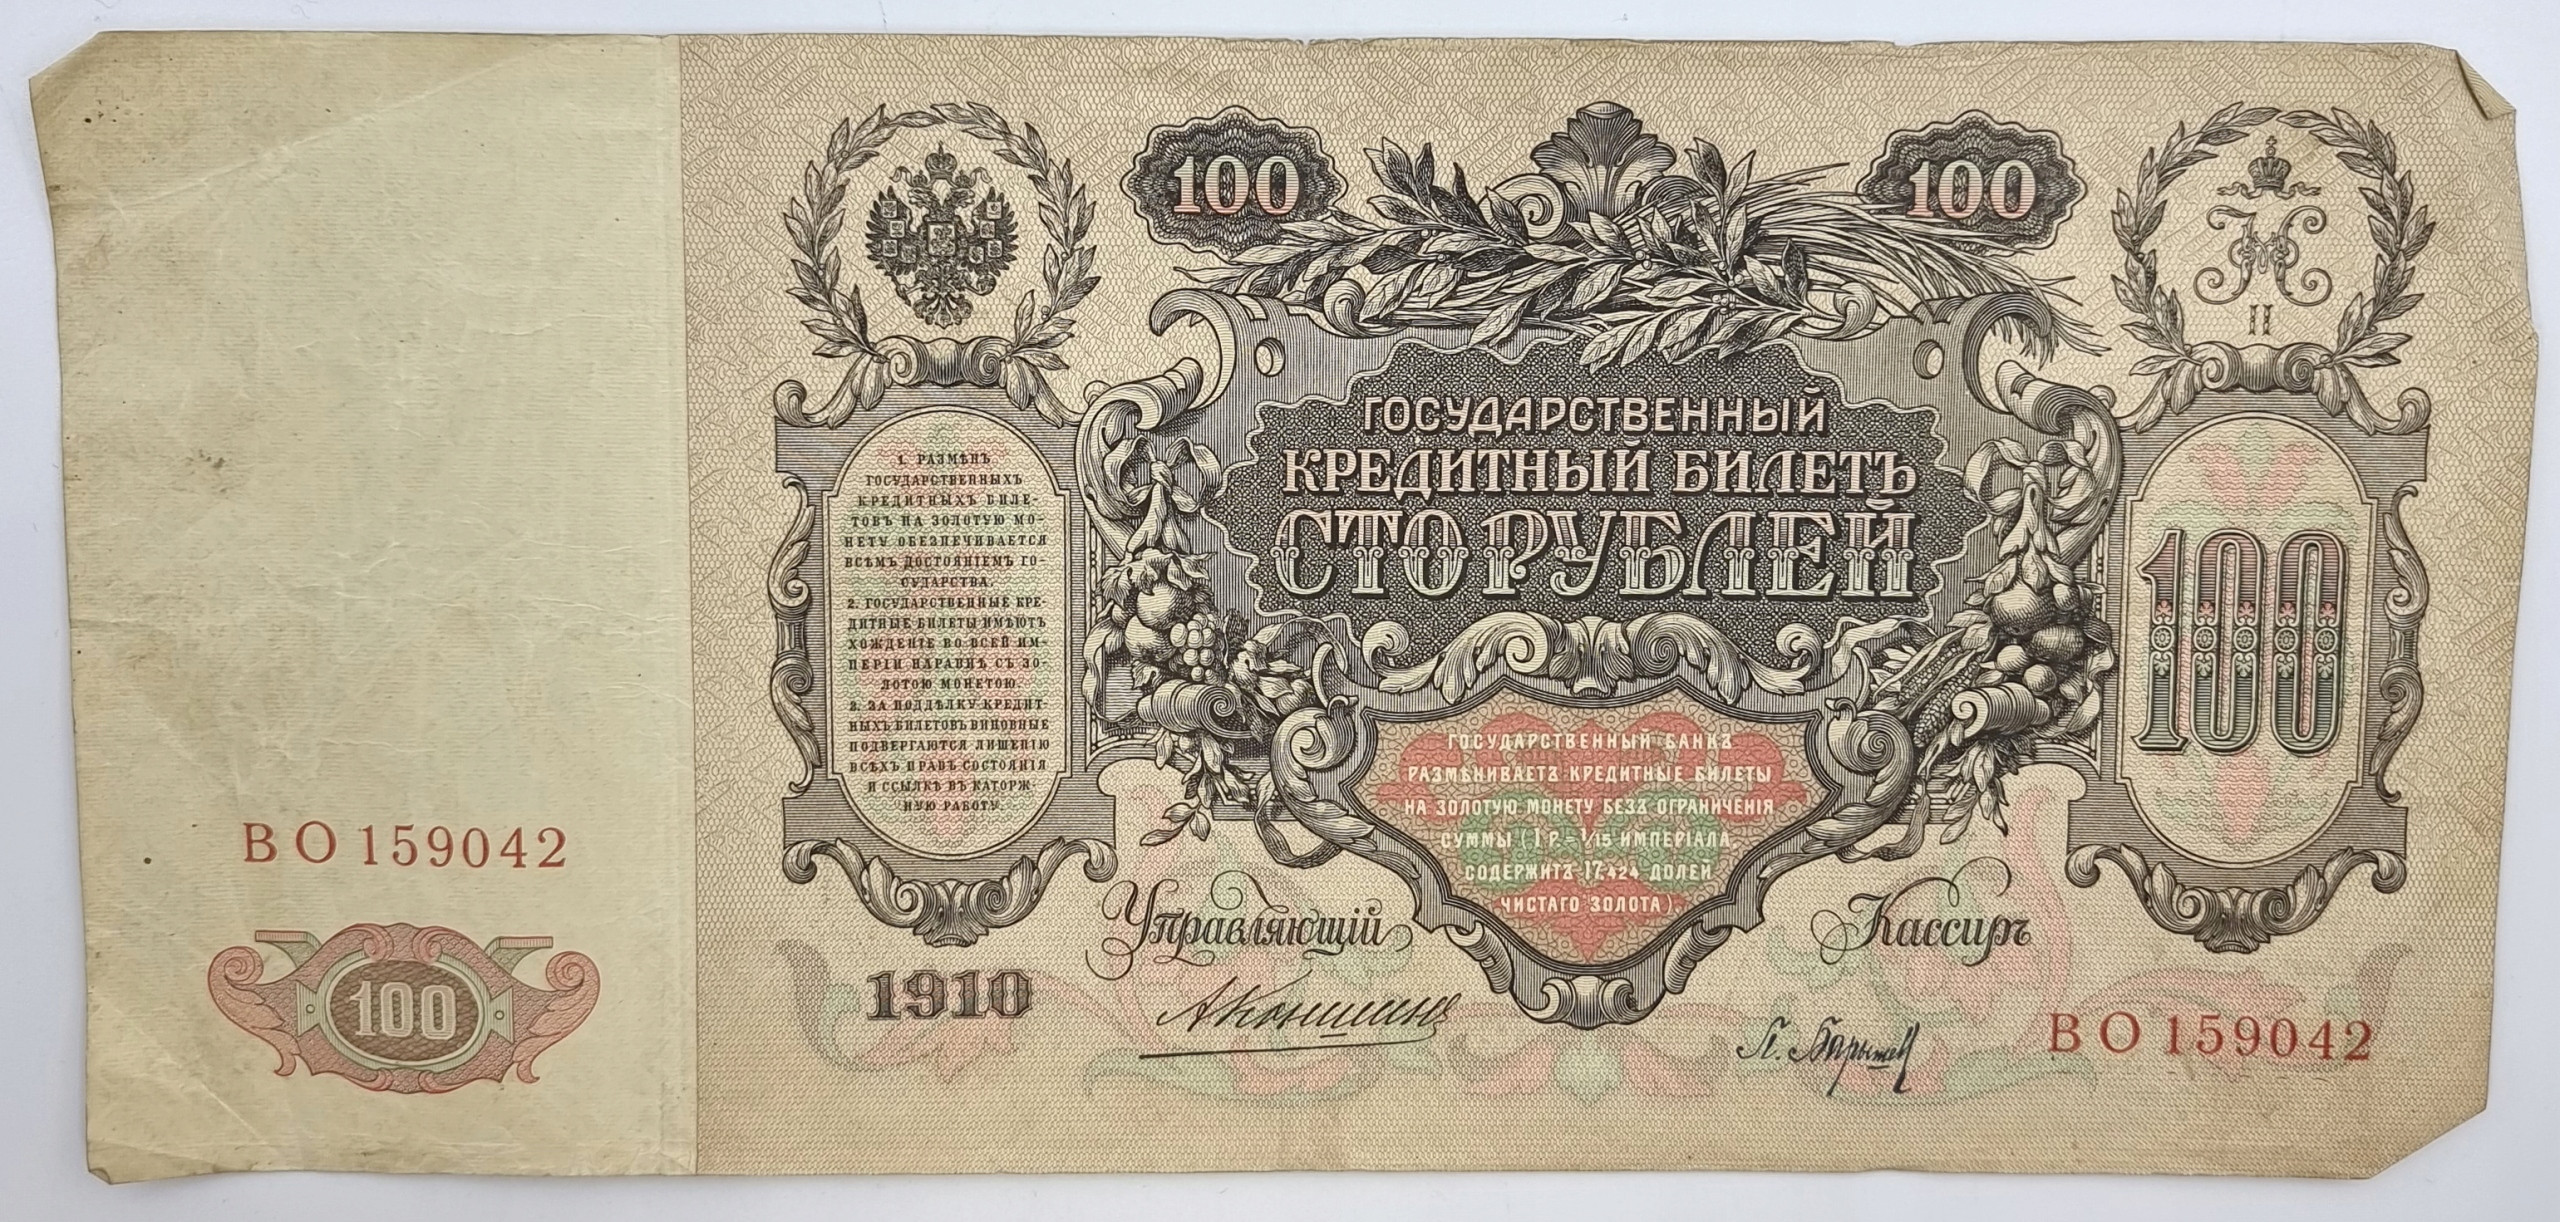 100
100
Н
II
ГОСУДАРСТВЕННЫЙ
КРЕДИТНЫЙ БИЛЕТЪ
СТО РУБЛЕЙ
1. РАЗМѢНЪ
ГОСУДАРСТВЕННЫХЪ
КРЕДИТНЫХЪ БИЛЕ-
ТОВЪ НА ЗОЛОТУЮ МО-
НЕТУ ОБЕЗПЕЧИВАЕТСЯ
ВСѢМЪ ДОСТОЯНІЕМЪ ГО-
СУДАРСТВА.
2. ГОСУДАРСТВЕННЫЕ КРЕ-
ДИТНЫЕ БИЛЕТЫ ИМѢЮТЪ
ХОЖДЕНІЕ ВО ВСЕЙ ИМ-
ПЕРІИ НАРАВНѢ СЪ ЗО-
ЛОТОЮ МОНЕТОЮ.
3. ЗА ПОДДѢЛКУ КРЕДИТ-
НЫХЪ БИЛЕТОВЪ ВИНОВНЫЕ
ПОДВЕРГАЮТСЯ ЛИШЕНІЮ
ВСѢХЪ ПРАВЪ СОСТОЯНІЯ
И ССЫЛКѢ ВЪ КАТОРЖ-
НУЮ РАБОТУ.
100
ГОСУДАРСТВЕННЫЙ БАНКЪ
РАЗМѢНИВАЕТЪ КРЕДИТНЫЕ БИЛЕТЫ
НА ЗОЛОТУЮ МОНЕТУ БЕЗЪ ОГРАНИЧЕНІЯ
СУММЫ (1 Р.= 1/15 ИМПЕРІАЛА,
СОДЕРЖИТЪ 17,424 ДОЛЕЙ
ЧИСТАГО ЗОЛОТА).
ВО 159042
100
1910
Управляющій
АКоншинъ
Кассиръ
П. Барышев
ВО 159042